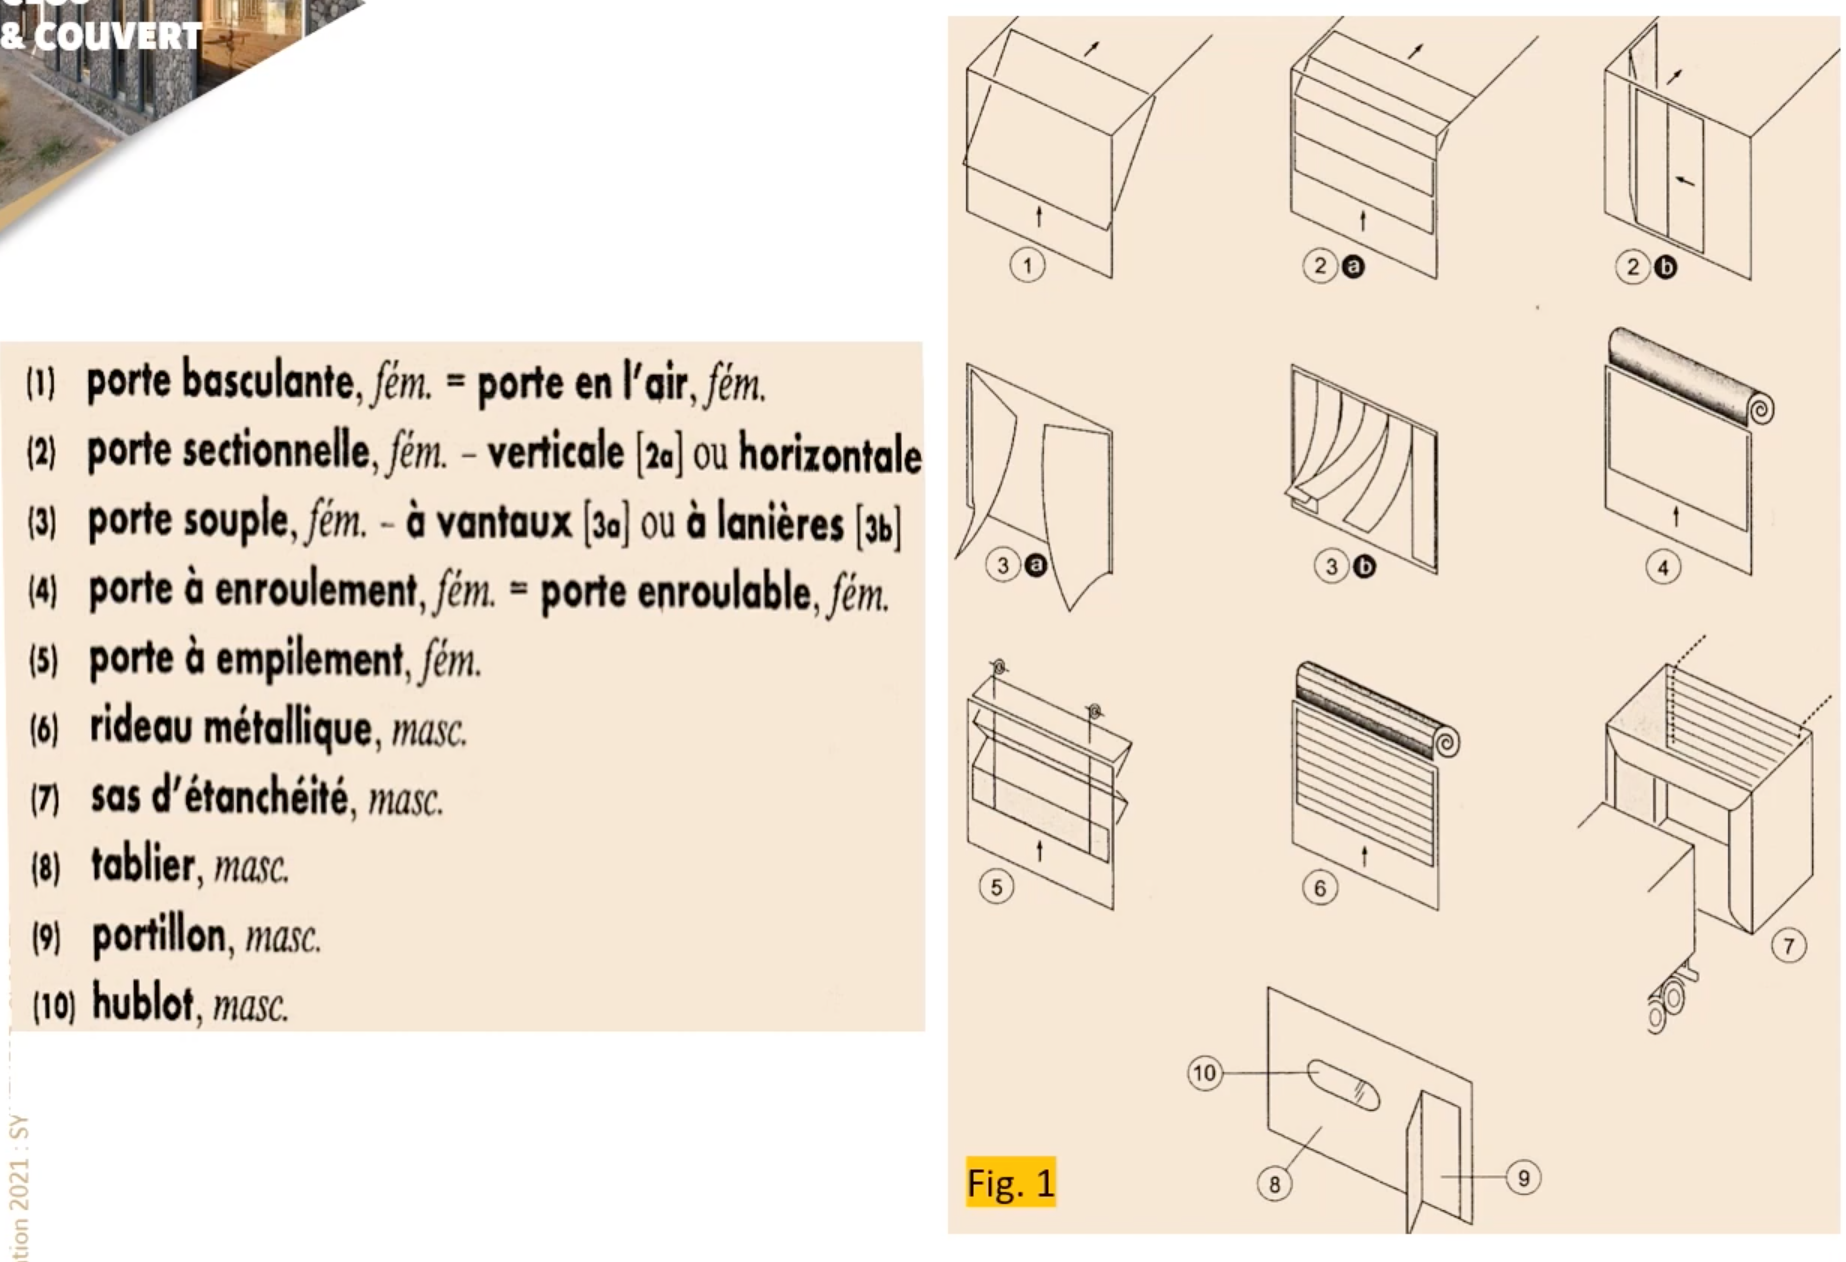 & COUVERT
(1) porte basculante, fém. = porte en l'air, fém.
(2) porte sectionnelle, fém. – verticale [2a] ou horizontale
(3) porte souple, fém. – à vantaux [3a] ou à lanières [3b]
(4) porte à enroulement, fém. = porte enroulable, fém.
(5) porte à empilement, fém.
(6) rideau métallique, masc.
(7) sas d'étanchéité, masc.
(8) tablier, masc.
(9) portillon, masc.
(10) hublot, masc.
tion 2021 : SY
1
2 a
2 b
3 a
3 b
4
5
6
7
10
8
9
Fig. 1